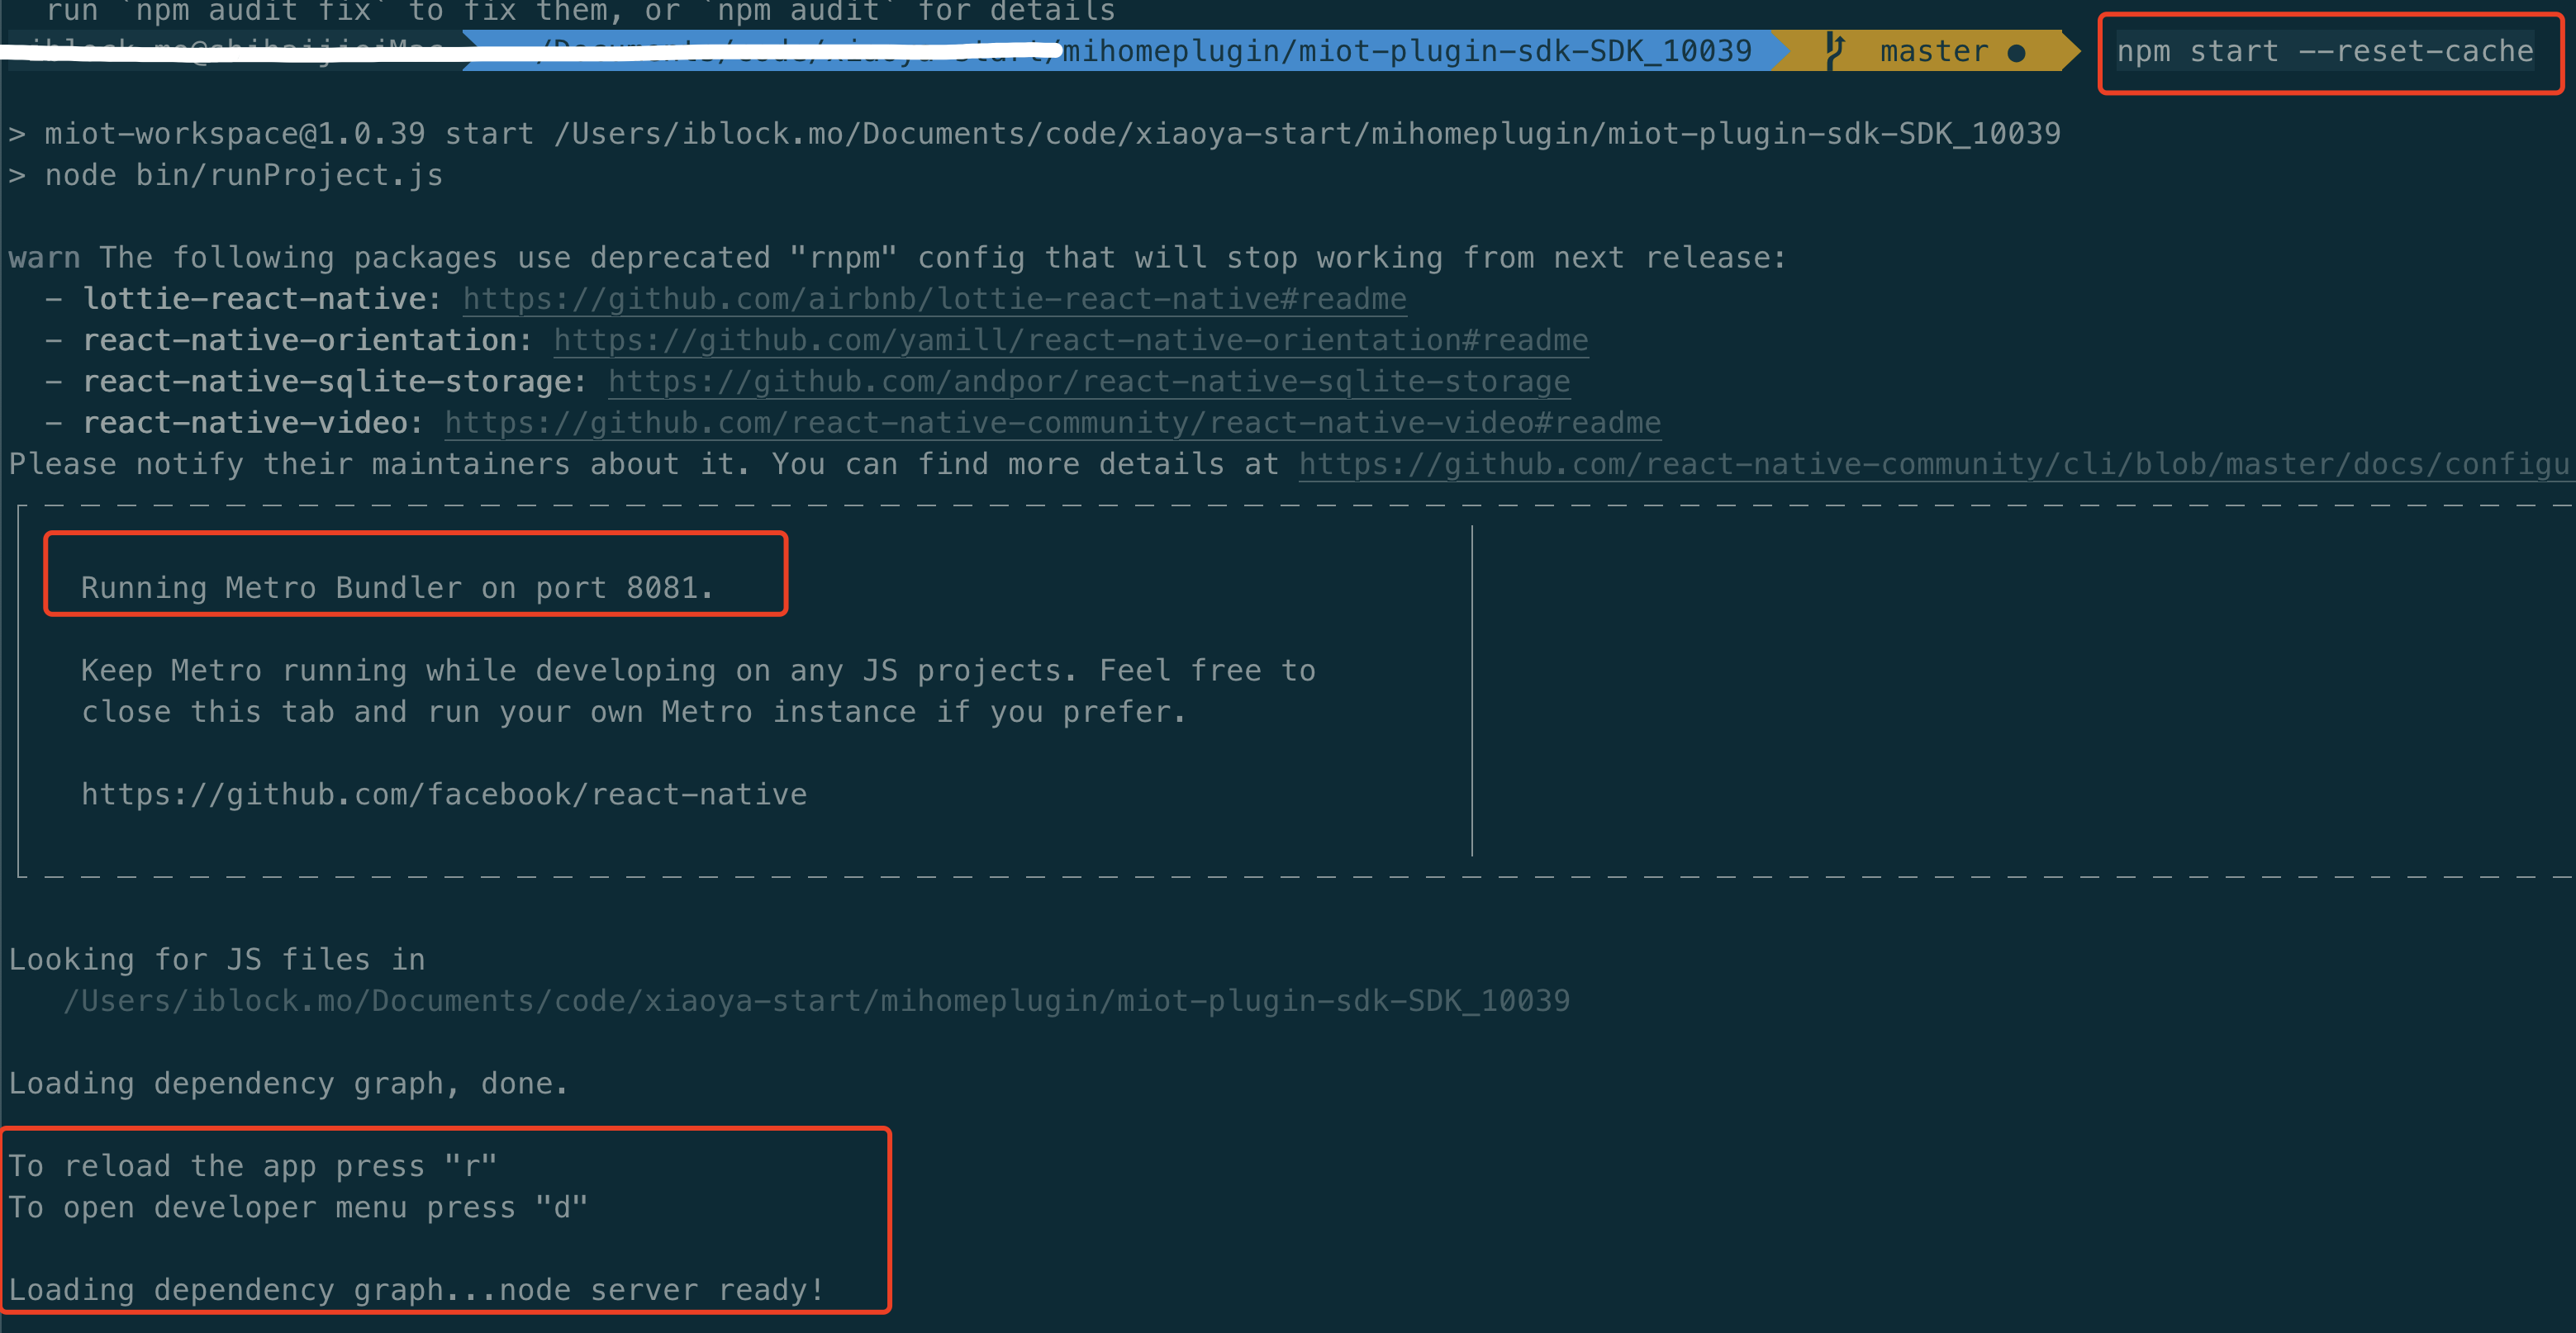 run `npm audit fix` to fix them, or `npm audit` for details
/mihomeplugin/miot-plugin-sdk-SDK_10039 master ● npm start --reset-cache
> miot-workspace@1.0.39 start /Users/iblock.mo/Documents/code/xiaoya-start/mihomeplugin/miot-plugin-sdk-SDK_10039
> node bin/runProject.js
warn The following packages use deprecated "rnpm" config that will stop working from next release:
- lottie-react-native: https://github.com/airbnb/lottie-react-native#readme
- react-native-orientation: https://github.com/yamill/react-native-orientation#readme
- react-native-sqlite-storage: https://github.com/andpor/react-native-sqlite-storage
- react-native-video: https://github.com/react-native-community/react-native-video#readme
Please notify their maintainers about it. You can find more details at https://github.com/react-native-community/cli/blob/master/docs/configu
Running Metro Bundler on port 8081.
Keep Metro running while developing on any JS projects. Feel free to
close this tab and run your own Metro instance if you prefer.
https://github.com/facebook/react-native
Looking for JS files in
/Users/iblock.mo/Documents/code/xiaoya-start/mihomeplugin/miot-plugin-sdk-SDK_10039
Loading dependency graph, done.
To reload the app press "r"
To open developer menu press "d"
Loading dependency graph...node server ready!